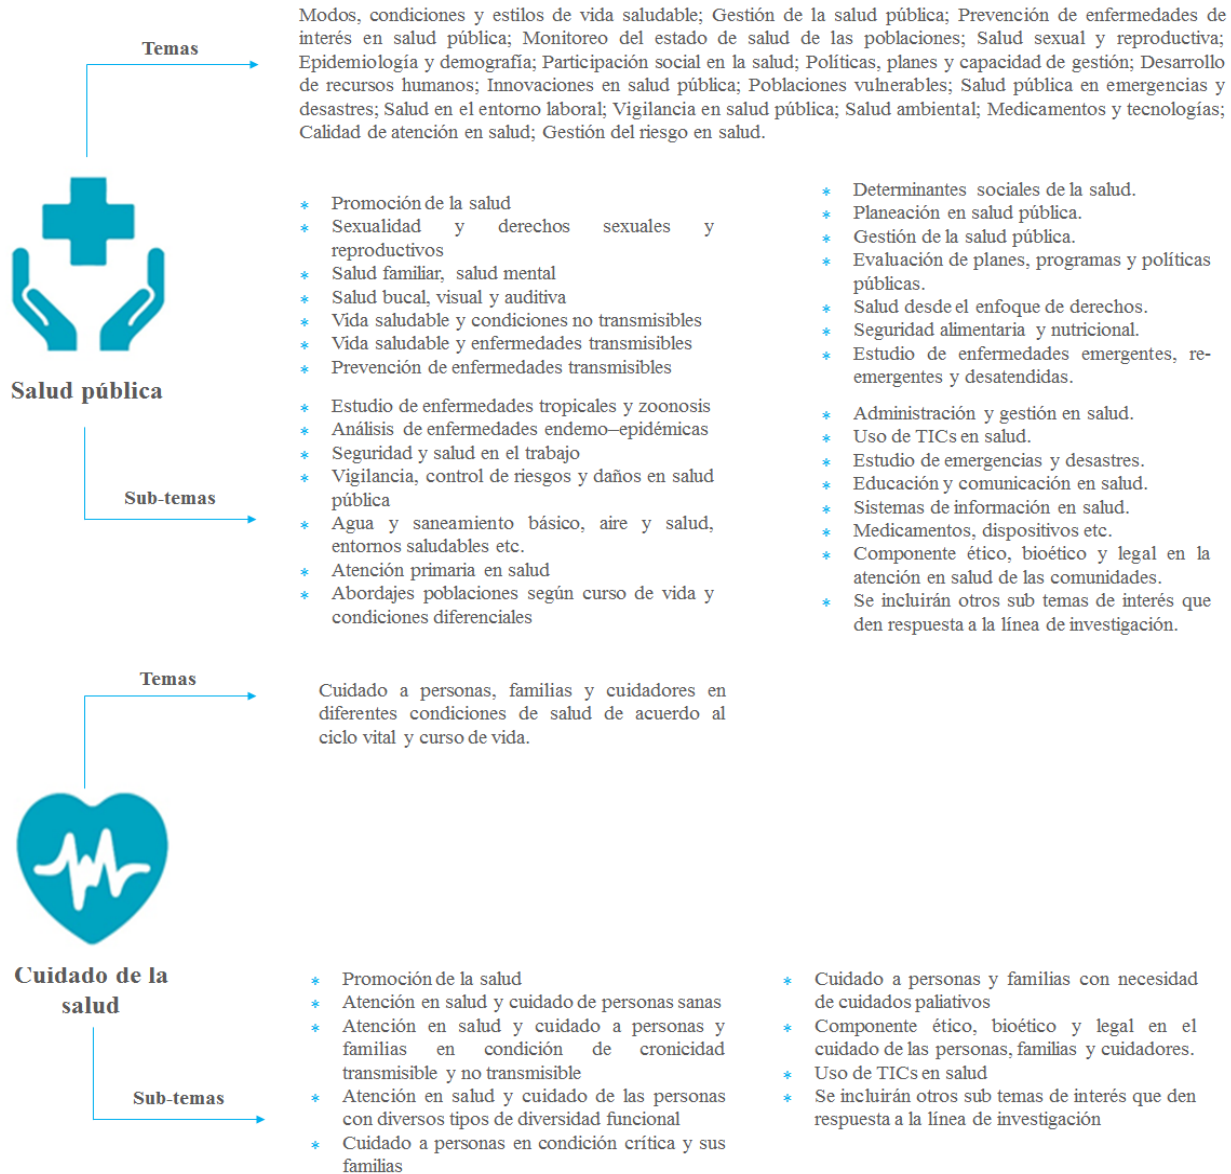 Temas
Modos, condiciones y estilos de vida saludable; Gestión de la salud pública; Prevención de enfermedades de
interés en salud pública; Monitoreo del estado de salud de las poblaciones; Salud sexual y reproductiva;
Epidemiología y demografía; Participación social en la salud; Políticas, planes y capacidad de gestión; Desarrollo
de recursos humanos; Innovaciones en salud pública; Poblaciones vulnerables; Salud pública en emergencias y
desastres; Salud en el entorno laboral; Vigilancia en salud pública; Salud ambiental; Medicamentos y tecnologías;
Calidad de atención en salud; Gestión del riesgo en salud.
Salud pública
Sub-temas
* Promoción de la salud
* Sexualidad y derechos sexuales y
reproductivos
* Salud familiar, salud mental
* Salud bucal, visual y auditiva
* Vida saludable y condiciones no transmisibles
* Vida saludable y enfermedades transmisibles
* Prevención de enfermedades transmisibles
* Estudio de enfermedades tropicales y zoonosis
* Análisis de enfermedades endemo–epidémicas
* Seguridad y salud en el trabajo
* Vigilancia, control de riesgos y daños en salud
pública
* Agua y saneamiento básico, aire y salud,
entornos saludables etc.
* Atención primaria en salud
* Abordajes poblaciones según curso de vida y
condiciones diferenciales
* Determinantes sociales de la salud.
* Planeación en salud pública.
* Gestión de la salud pública.
* Evaluación de planes, programas y políticas
públicas.
* Salud desde el enfoque de derechos.
* Seguridad alimentaria y nutricional.
* Estudio de enfermedades emergentes, re-
emergentes y desatendidas.
* Administración y gestión en salud.
* Uso de TICs en salud.
* Estudio de emergencias y desastres.
* Educación y comunicación en salud.
* Sistemas de información en salud.
* Medicamentos, dispositivos etc.
* Componente ético, bioético y legal en la
atención en salud de las comunidades.
* Se incluirán otros sub temas de interés que
den respuesta a la línea de investigación.
Temas
Cuidado a personas, familias y cuidadores en
diferentes condiciones de salud de acuerdo al
ciclo vital y curso de vida.
Cuidado de la
salud
Sub-temas
* Promoción de la salud
* Atención en salud y cuidado de personas sanas
* Atención en salud y cuidado a personas y
familias en condición de cronicidad
transmisible y no transmisible
* Atención en salud y cuidado de las personas
con diversos tipos de diversidad funcional
* Cuidado a personas en condición crítica y sus
familias
* Cuidado a personas y familias con necesidad
de cuidados paliativos
* Componente ético, bioético y legal en el
cuidado de las personas, familias y cuidadores.
* Uso de TICs en salud
* Se incluirán otros sub temas de interés que den
respuesta a la línea de investigación